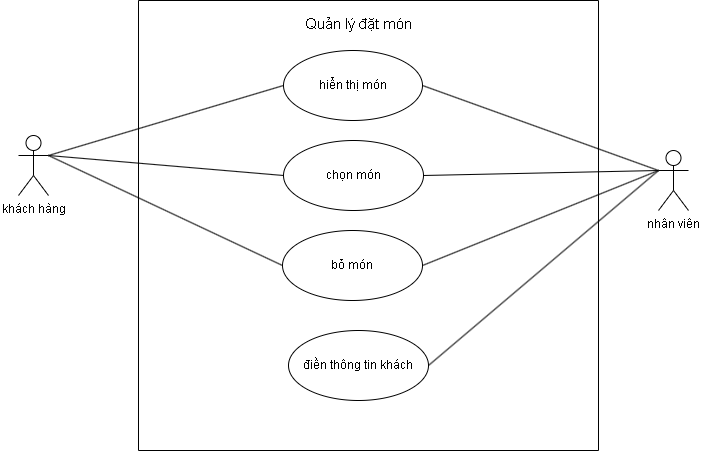 Quản lý đặt món
hiển thị món
chọn món
khách hàng
nhân viên
bỏ món
điền thông tin khách